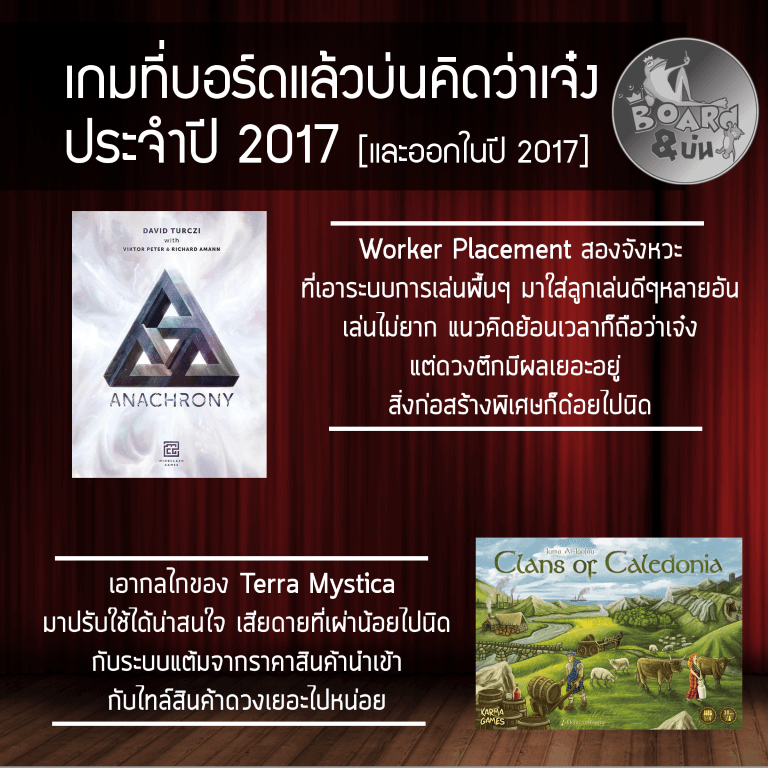 เกมที่บอร์ดแล้วบ่นคิดว่าเจ๋ง
ประจำปี 2017 [และออกในปี 2017]
BOARd
&บ่น
DAVID TURCZI
with
VIKTOR PETER & RICHARD AMANN
ANACHRONY
MINDCLASH
GAMES
Worker Placement สองจังหวะ
ที่เอาระบบการเล่นพื้นๆ มาใส่ลูกเล่นดีๆหลายอัน
เล่นไม่ยาก แนวคิดย้อนเวลาก็ถือว่าเจ๋ง
แต่ดวงตึกมีผลเยอะอยู่
สิ่งก่อสร้างพิเศษก็ด๋อยไปนิด
เอากลไกของ Terra Mystica
มาปรับใช้ได้น่าสนใจ เสียดายที่เผ่าน้อยไปนิด
กับระบบแต้มจากราคาสินค้านำเข้า
กับไทล์สินค้าดวงเยอะไปหน่อย
Juma Al-JouJou
Clans of Caledonia
KARMA
GAMES